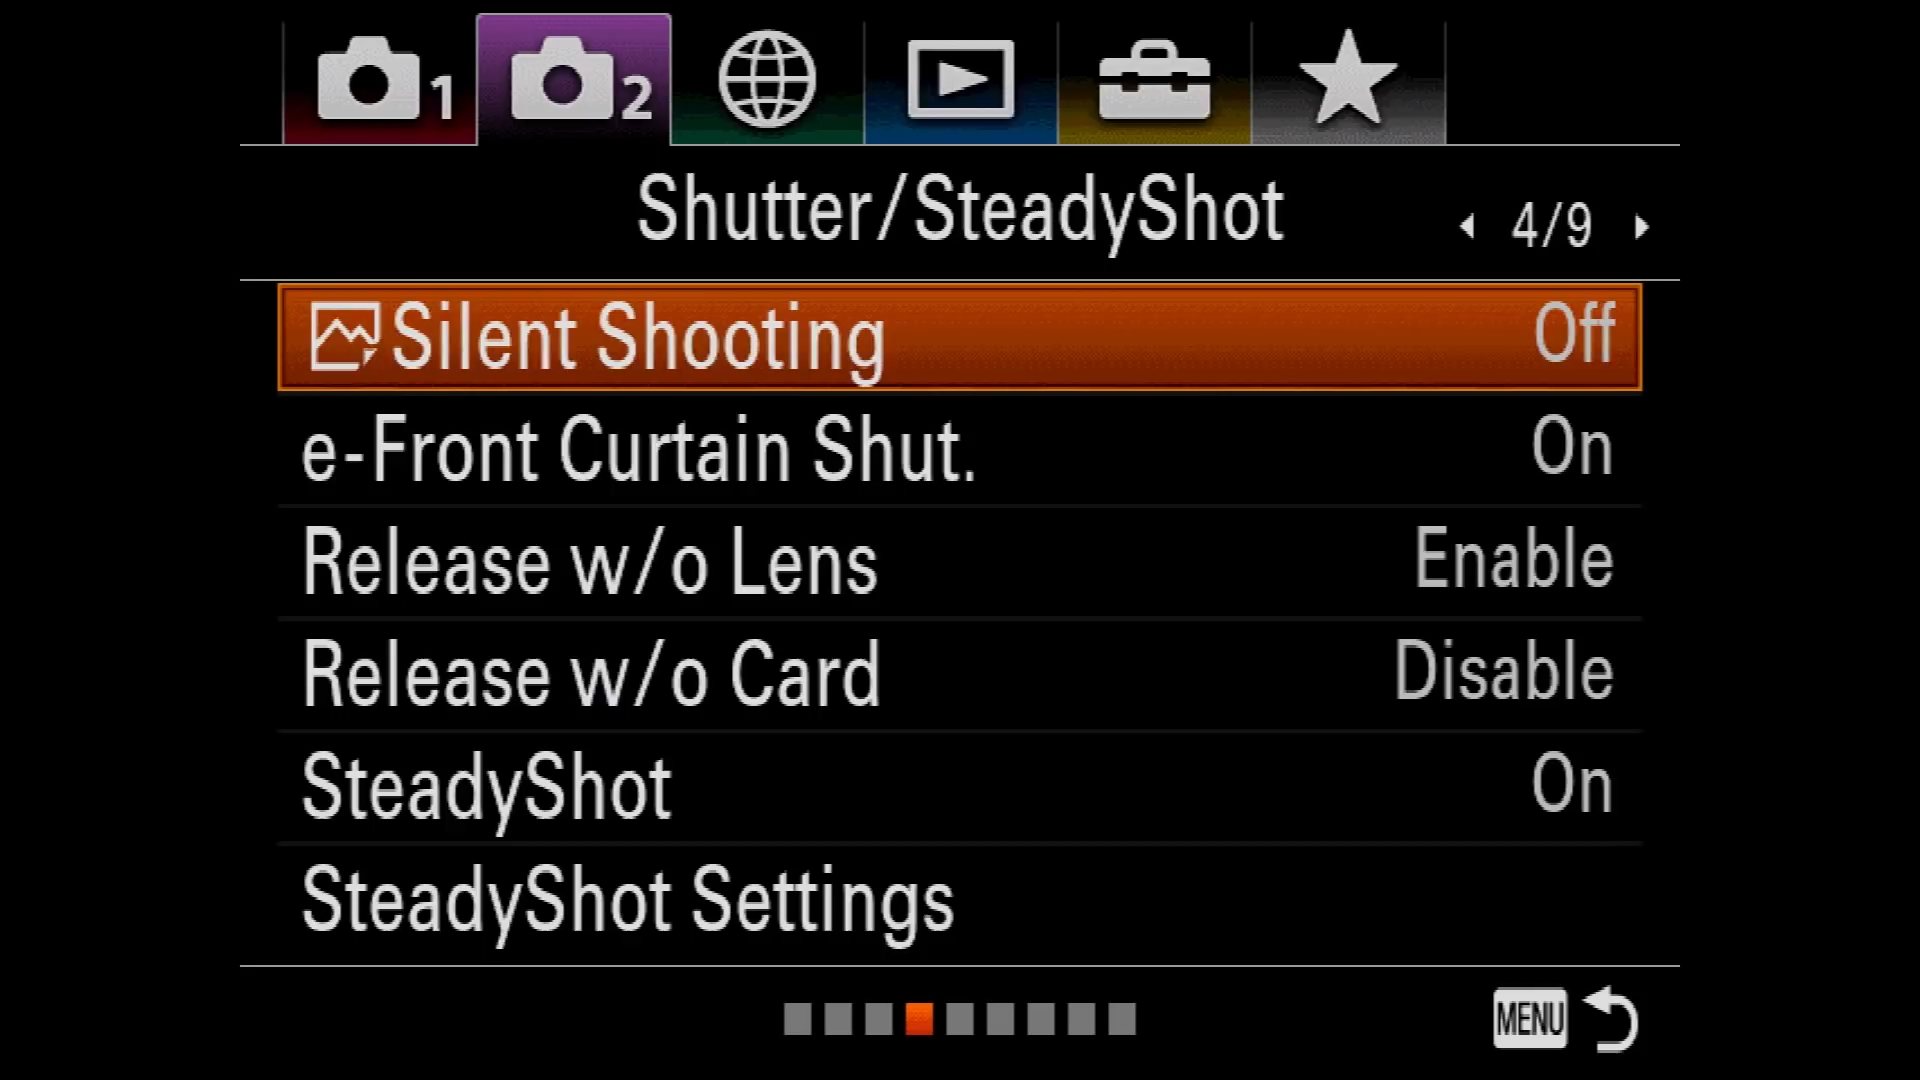 1 2
Shutter/SteadyShot 4/9
Silent Shooting Off
e-Front Curtain Shut. On
Release w/o Lens Enable
Release w/o Card Disable
SteadyShot On
SteadyShot Settings
MENU